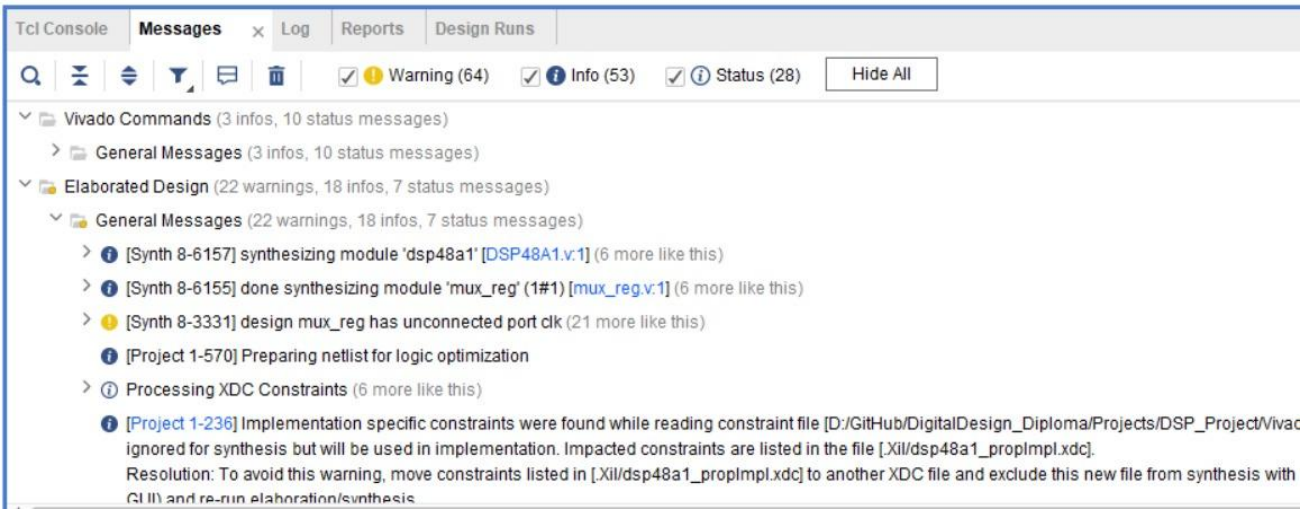 Tcl Console Messages × Log Reports Design Runs
Warning (64) Info (53) Status (28) Hide All
Vivado Commands (3 infos, 10 status messages)
General Messages (3 infos, 10 status messages)
Elaborated Design (22 warnings, 18 infos, 7 status messages)
General Messages (22 warnings, 18 infos, 7 status messages)
[Synth 8-6157] synthesizing module 'dsp48a1' [DSP48A1.v:1] (6 more like this)
[Synth 8-6155] done synthesizing module 'mux_reg' (1#1) [mux_reg.v:1] (6 more like this)
[Synth 8-3331] design mux_reg has unconnected port clk (21 more like this)
[Project 1-570] Preparing netlist for logic optimization
Processing XDC Constraints (6 more like this)
[Project 1-236] Implementation specific constraints were found while reading constraint file [D:/GitHub/DigitalDesign_Diploma/Projects/DSP_Project/Vivac
ignored for synthesis but will be used in implementation. Impacted constraints are listed in the file [.Xil/dsp48a1_propImpl.xdc].
Resolution: To avoid this warning, move constraints listed in [.Xil/dsp48a1_propImpl.xdc] to another XDC file and exclude this new file from synthesis with
GUI) and re-run elaboration/synthesis.